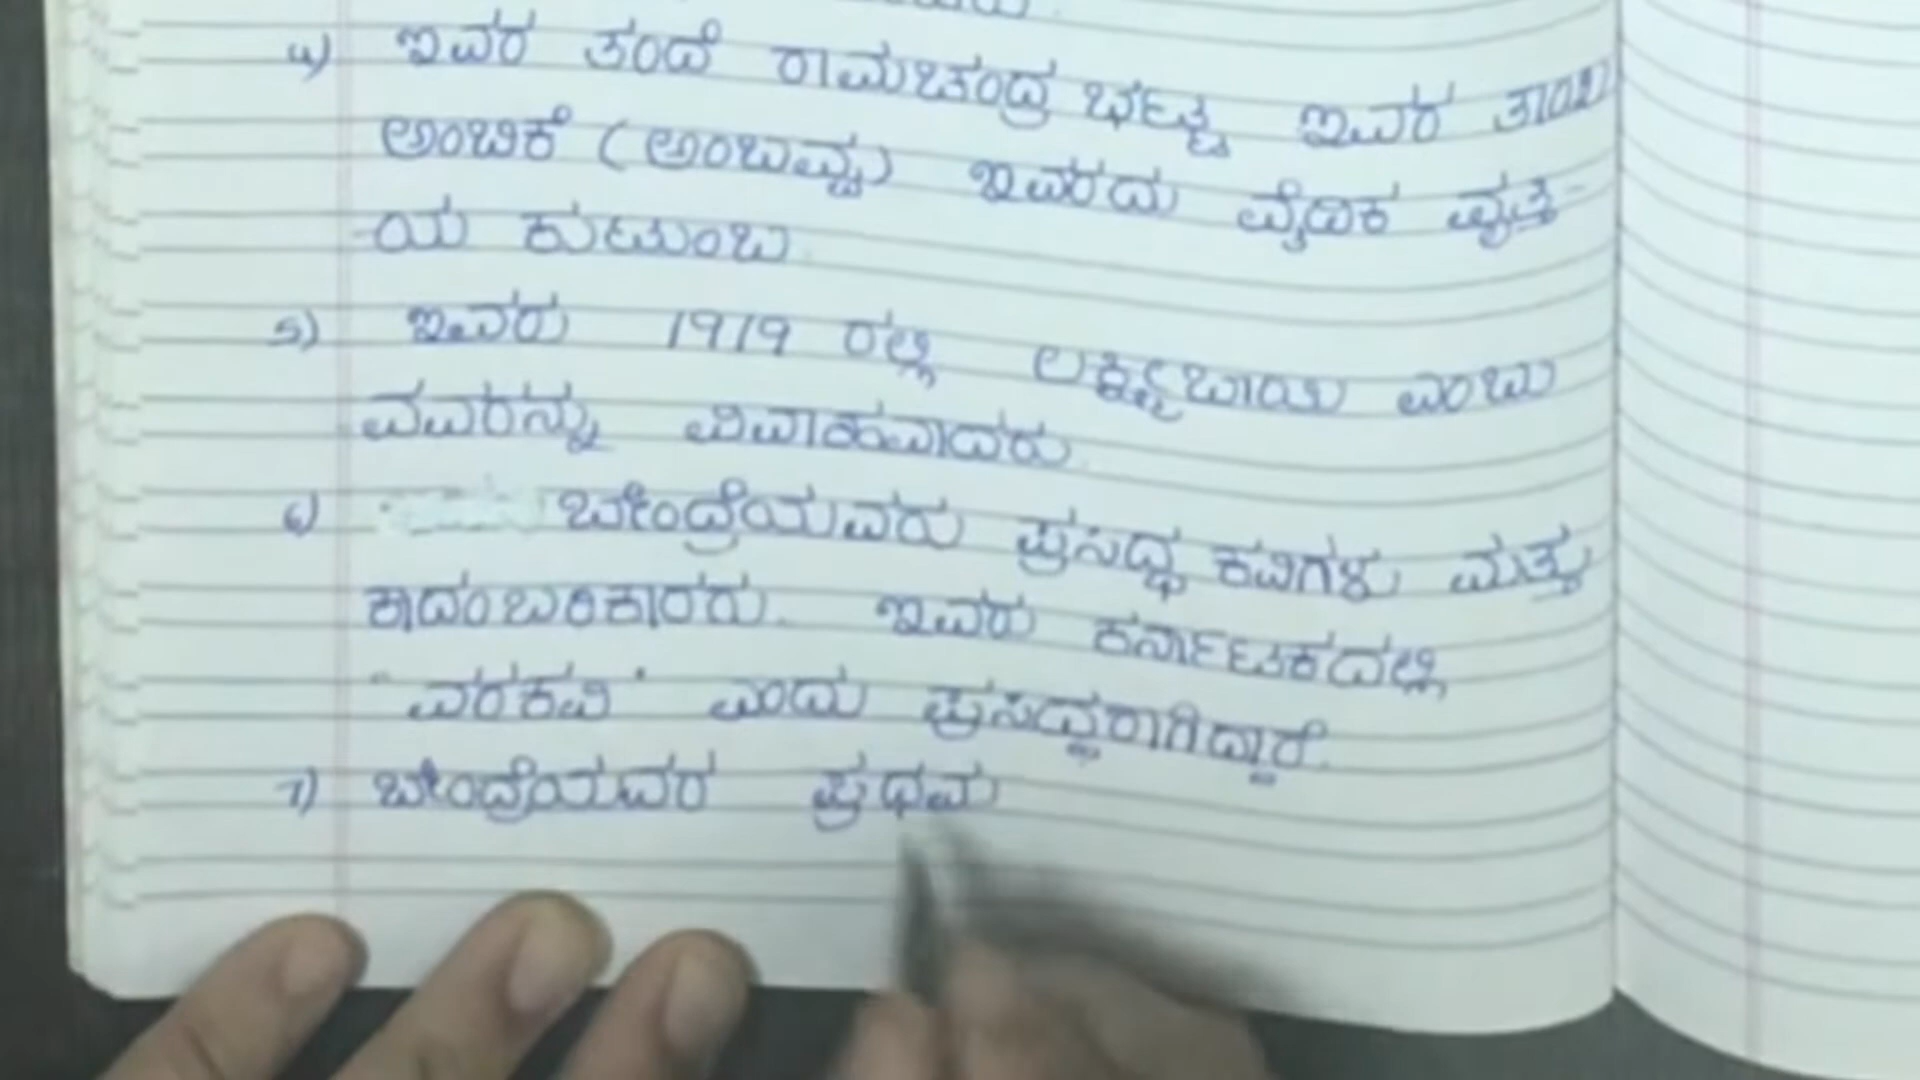 4) ಇವರ ತಂದೆ ರಾಮಚಂದ್ರ ಭಟ್ಟ ಇವರ ತಾಯಿ
ಅಂಬಿಕೆ (ಅಂಬವ್ವ) ಇವರದು ವೈದಿಕ ವೃತ್ತಿ-
ಯ ಕುಟುಂಬ.
5) ಇವರು 1919 ರಲ್ಲಿ ಲಕ್ಷ್ಮೀಬಾಯಿ ಎಂಬು
ವವರನ್ನು ವಿವಾಹವಾದರು.
6) ಬೇಂದ್ರೆಯವರು ಪ್ರಸಿದ್ಧ ಕವಿಗಳು ಮತ್ತು
ಕಾದಂಬರಿಕಾರರು. ಇವರು ಕರ್ನಾಟಕದಲ್ಲಿ
"ವರಕವಿ" ಎಂದು ಪ್ರಸಿದ್ಧರಾಗಿದ್ದಾರೆ.
7) ಬೇಂದ್ರೆಯವರ ಪ್ರಥಮ